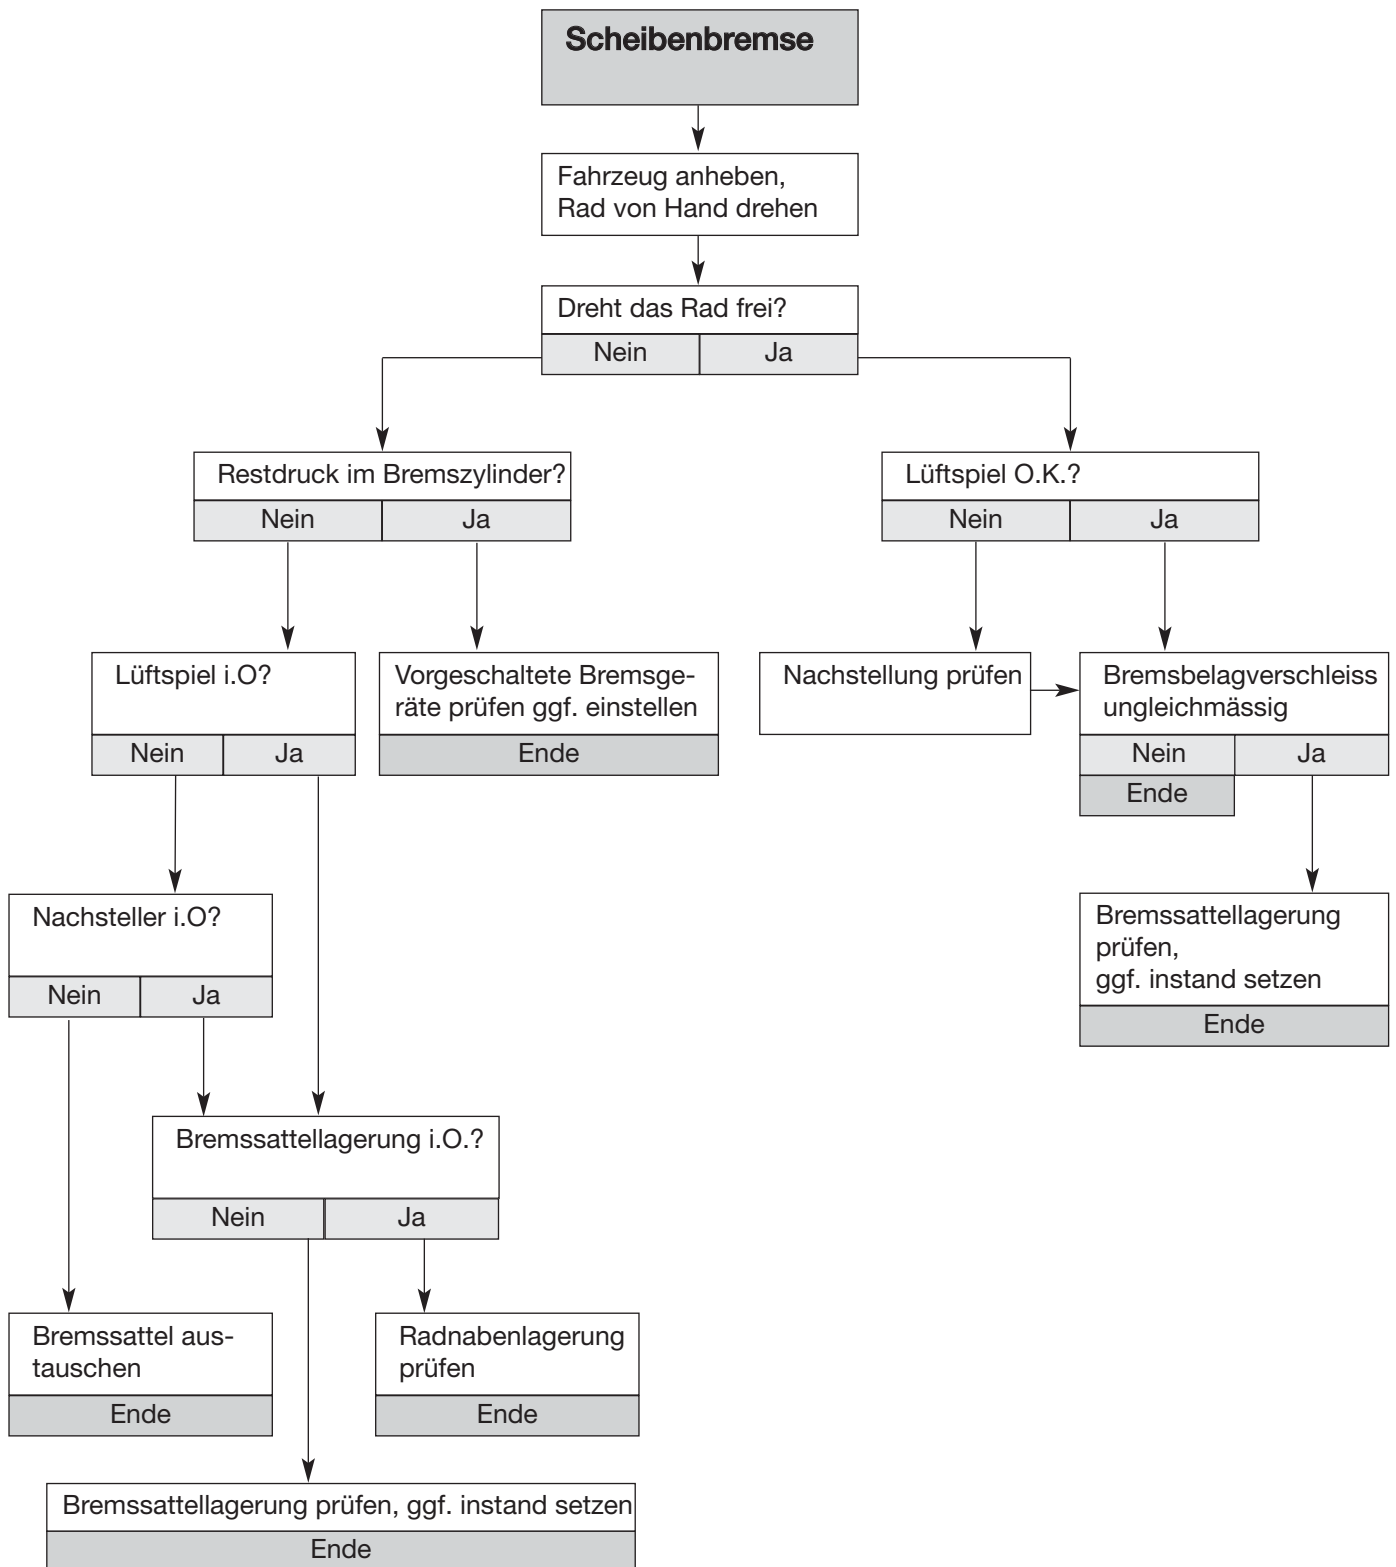 Scheibenbremse
Fahrzeug anheben,
Rad von Hand drehen
Dreht das Rad frei?
Nein
Ja
Restdruck im Bremszylinder?
Nein
Ja
Lüftspiel O.K.?
Nein
Ja
Lüftspiel i.O?
Nein
Ja
Vorgeschaltete Bremsge-
räte prüfen ggf. einstellen
Ende
Nachstellung prüfen
Bremsbelagverschleiss
ungleichmässig
Nein
Ja
Ende
Nachsteller i.O?
Nein
Ja
Bremssattellagerung
prüfen,
ggf. instand setzen
Ende
Bremssattellagerung i.O.?
Nein
Ja
Bremssattel aus-
tauschen
Ende
Radnabenlagerung
prüfen
Ende
Bremssattellagerung prüfen, ggf. instand setzen
Ende